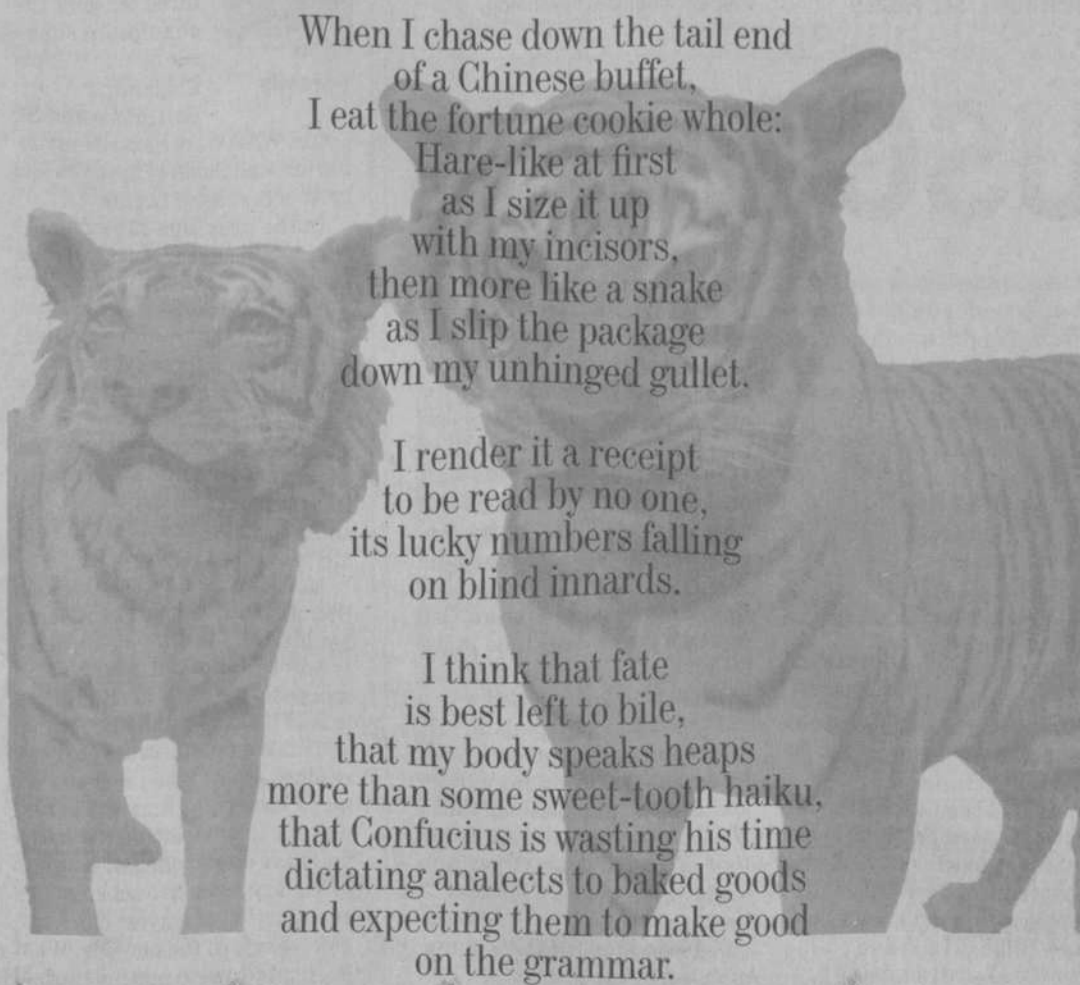 When I chase down the tail end
of a Chinese buffet,
I eat the fortune cookie whole:
Hare-like at first
as I size it up
with my incisors,
then more like a snake
as I slip the package
down my unhinged gullet.
I render it a receipt
to be read by no one,
its lucky numbers falling
on blind innards.
I think that fate
is best left to bile,
that my body speaks heaps
more than some sweet-tooth haiku,
that Confucius is wasting his time
dictating analects to baked goods
and expecting them to make good
on the grammar.